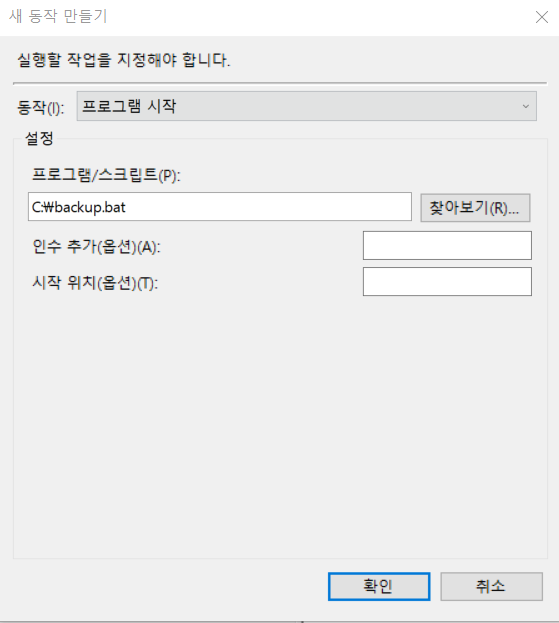 새 동작 만들기
실행할 작업을 지정해야 합니다.
동작(I): 프로그램 시작
설정
프로그램/스크립트(P):
C:₩backup.bat 찾아보기(R)...
인수 추가(옵션)(A):
시작 위치(옵션)(T):
확인 취소